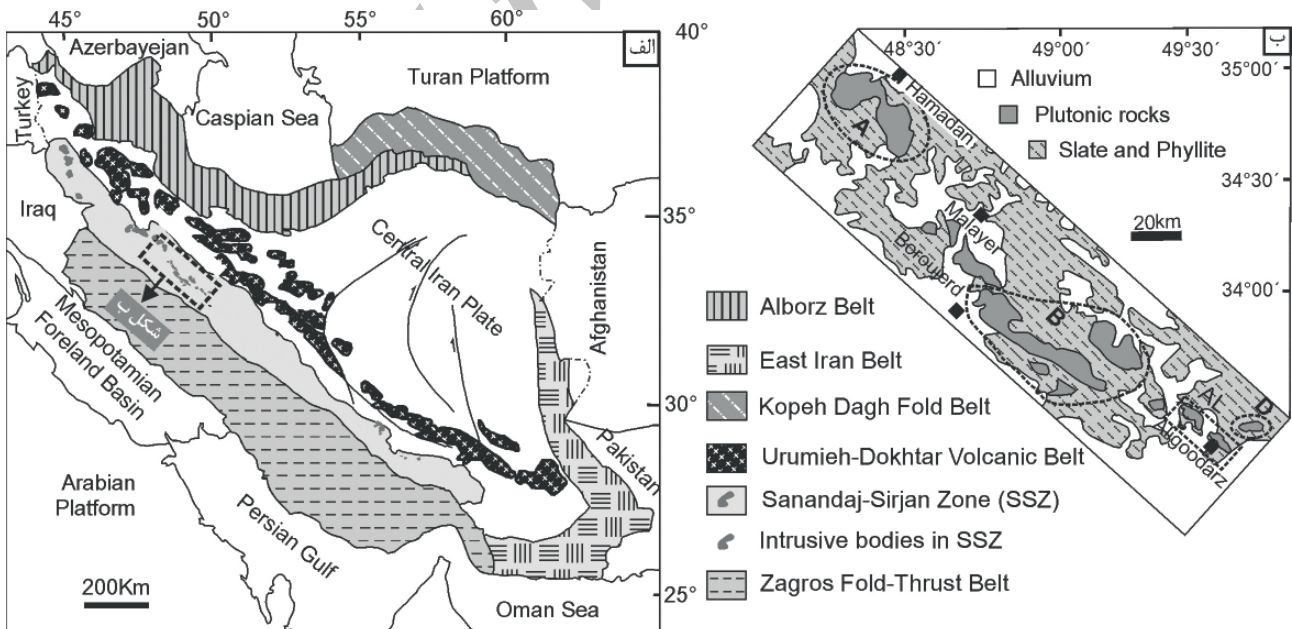 45°
50°
55°
60°
40°
35°
30°
25°
الف
Azerbayejan
Turan Platform
Turkey
Caspian Sea
Iraq
Central Iran Plate
Afghanistan
شکل ب
Mesopotamian
Foreland Basin
Pakistan
Arabian
Platform
Persian Gulf
200Km
Oman Sea
Alborz Belt
East Iran Belt
Kopeh Dagh Fold Belt
Urumieh-Dokhtar Volcanic Belt
Sanandaj-Sirjan Zone (SSZ)
Intrusive bodies in SSZ
Zagros Fold-Thrust Belt
ب
48°30´
49°00´
49°30´
35°00´
34°30´
34°00´
Alluvium
Plutonic rocks
Slate and Phyllite
20km
Hamadan
A
Malayer
Boroujerd
B
AL
D
Aligoodarz